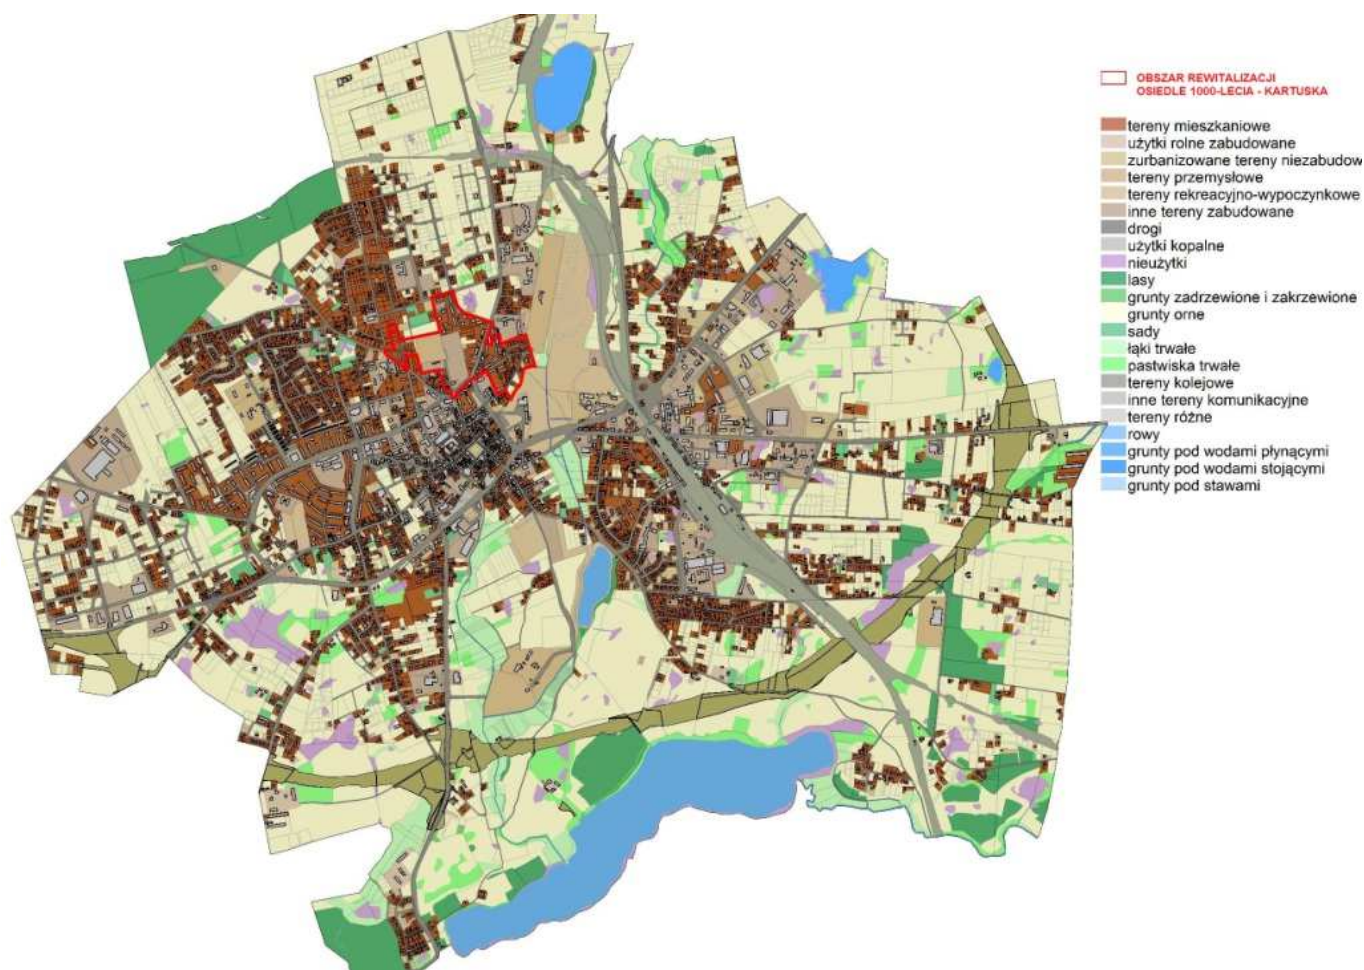 OBSZAR REWITALIZACJI
OSIEDLE 1000-LECIA - KARTUSKA
tereny mieszkaniowe
użytki rolne zabudowane
zurbanizowane tereny niezabudow
tereny przemysłowe
tereny rekreacyjno-wypoczynkowe
inne tereny zabudowane
drogi
użytki kopalne
nieużytki
lasy
grunty zadrzewione i zakrzewione
grunty orne
sady
łąki trwałe
pastwiska trwałe
tereny kolejowe
inne tereny komunikacyjne
tereny różne
rowy
grunty pod wodami płynącymi
grunty pod wodami stojącymi
grunty pod stawami